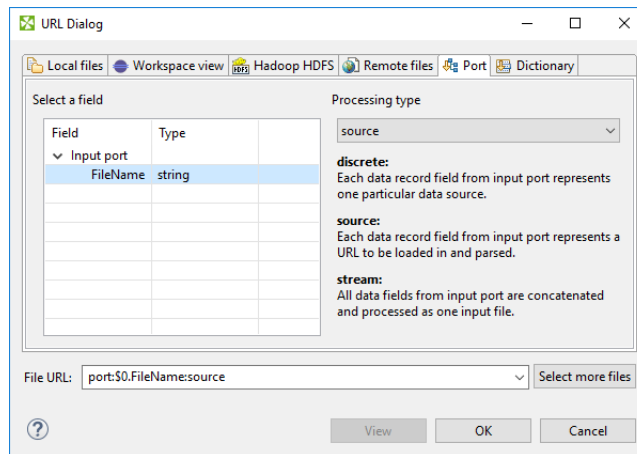 URL Dialog
Local files Workspace view Hadoop HDFS Remote files Port Dictionary
Select a field
Processing type
Field Type
Input port
FileName string
source
discrete:
Each data record field from input port represents
one particular data source.
source:
Each data record field from input port represents a
URL to be loaded in and parsed.
stream:
All data fields from input port are concatenated
and processed as one input file.
File URL: port:$0.FileName:source Select more files
View OK Cancel